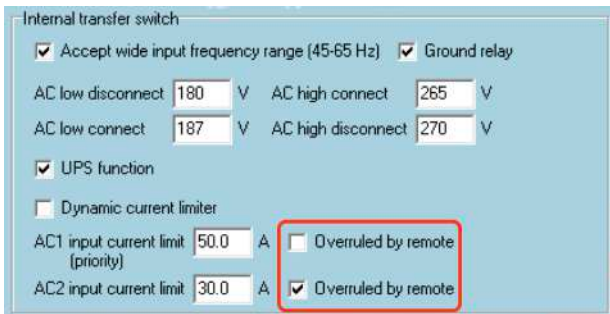 Internal transfer switch
Accept wide input frequency range (45-65 Hz) Ground relay
AC low disconnect 180 V AC high connect 265 V
AC low connect 187 V AC high disconnect 270 V
UPS function
Dynamic current limiter
AC1 input current limit 50.0 A Overruled by remote
(priority)
AC2 input current limit 30.0 A Overruled by remote